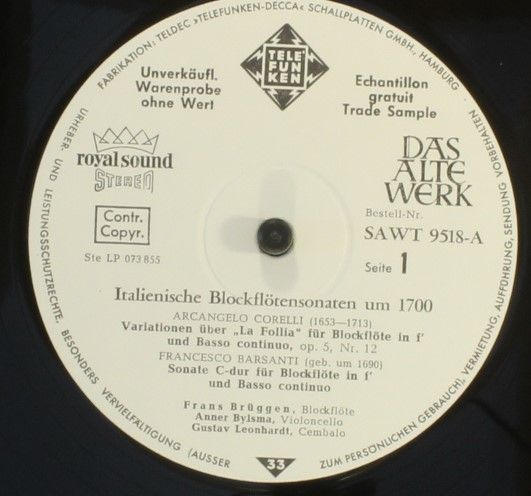 FABRIKATION: TELDEC »TELEFUNKEN-DECCA« SCHALLPLATTEN GMBH., HAMBURG
URHEBER- UND LEISTUNGSSCHUTZRECHTE. BESONDERS VERVIELFÄLTIGUNG (AUSSER ZUM PERSÖNLICHEN GEBRAUCH), VERMIETUNG, AUFFÜHRUNG, SENDUNG VORBEHALTEN
TELE
FUN
KEN
Unverkäufl.
Warenprobe
ohne Wert
Echantillon
gratuit
Trade Sample
royal sound
STEREO
DAS
ALTE
WERK
Contr.
Copyr.
Bestell-Nr.
SAWT 9518-A
Ste LP 073 855
Seite 1
Italienische Blockflötensonaten um 1700
ARCANGELO CORELLI (1653—1713)
Variationen über „La Follia" für Blockflöte in f'
und Basso continuo, op. 5, Nr. 12
FRANCESCO BARSANTI (geb. um 1690)
Sonate C-dur für Blockflöte in f'
und Basso continuo
Frans Brüggen, Blockflöte
Anner Bylsma, Violoncello
Gustav Leonhardt, Cembalo
33